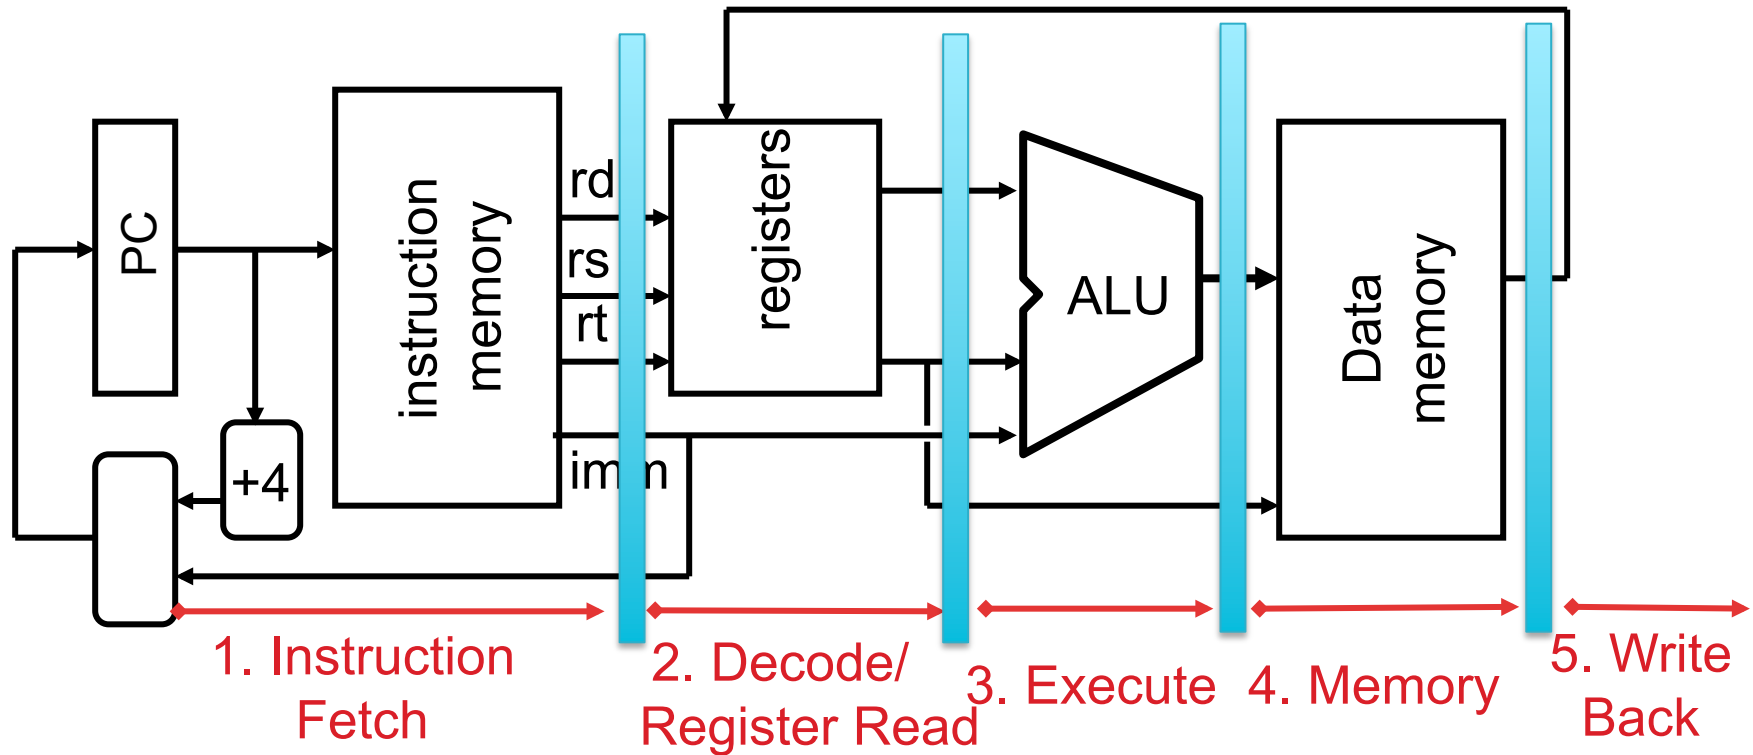 PC
+4
instruction
memory
rd
rs
rt
imm
registers
ALU
Data
memory
1. Instruction
Fetch
2. Decode/
Register Read
3. Execute
4. Memory
5. Write
Back